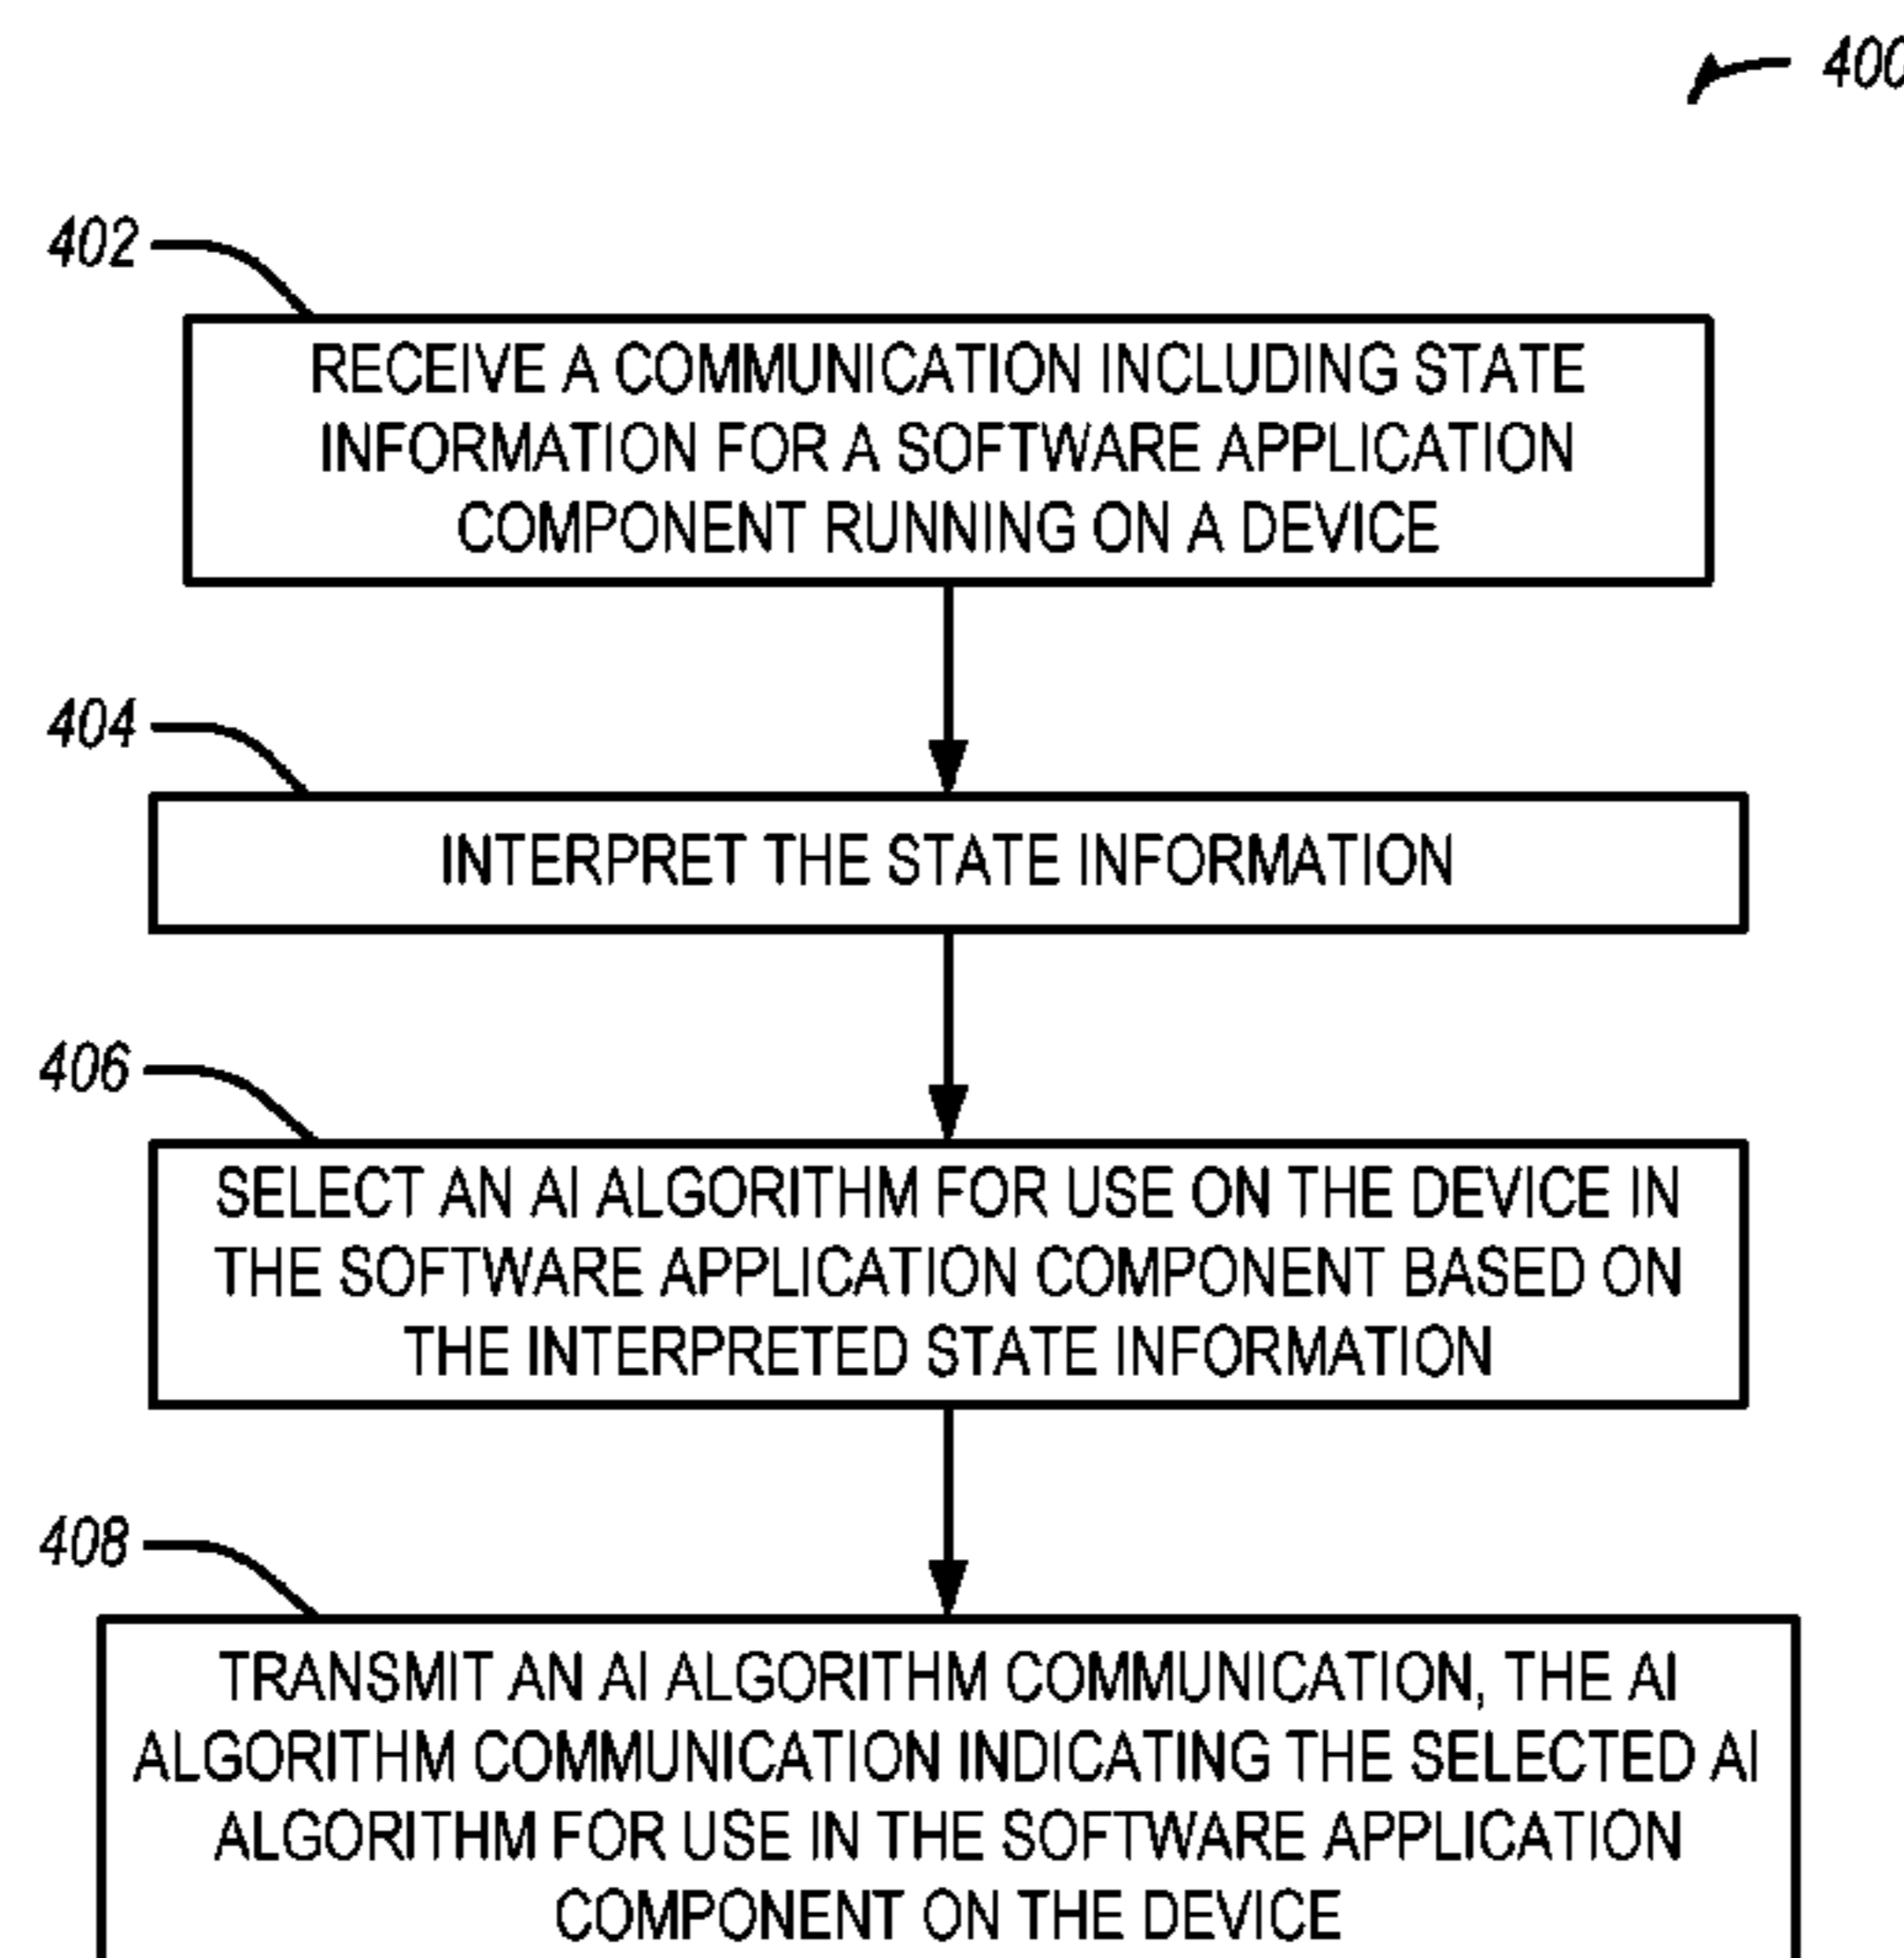 400
402
RECEIVE A COMMUNICATION INCLUDING STATE
INFORMATION FOR A SOFTWARE APPLICATION
COMPONENT RUNNING ON A DEVICE
404
INTERPRET THE STATE INFORMATION
406
SELECT AN AI ALGORITHM FOR USE ON THE DEVICE IN
THE SOFTWARE APPLICATION COMPONENT BASED ON
THE INTERPRETED STATE INFORMATION
408
TRANSMIT AN AI ALGORITHM COMMUNICATION, THE AI
ALGORITHM COMMUNICATION INDICATING THE SELECTED AI
ALGORITHM FOR USE IN THE SOFTWARE APPLICATION
COMPONENT ON THE DEVICE